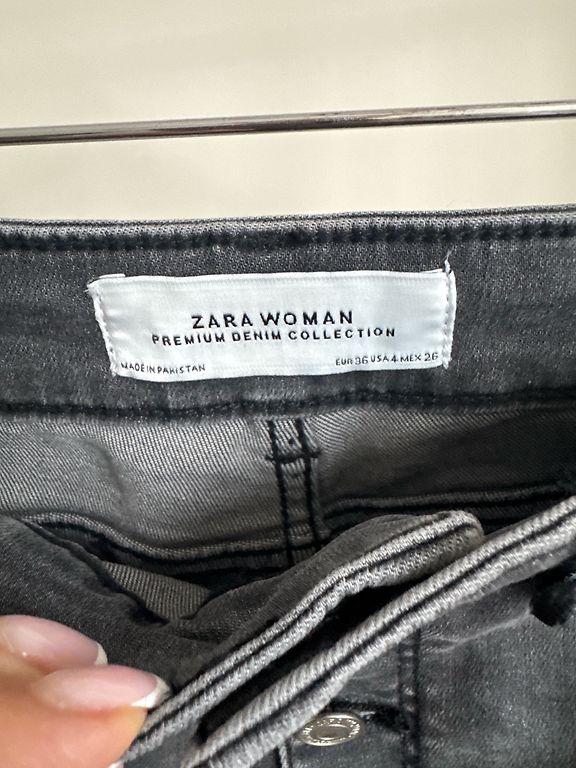 ZARA WOMAN
PREMIUM DENIM COLLECTION
MADE IN PAKISTAN
EUR 36 USA 4 MEX 26